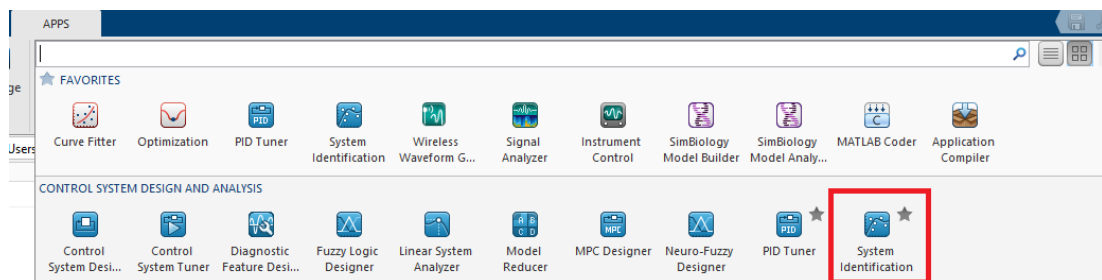 APPS
ge
FAVORITES
Curve Fitter Optimization PID Tuner System Identification Wireless Waveform G... Signal Analyzer Instrument Control SimBiology Model Builder SimBiology Model Analy... MATLAB Coder Application Compiler
Users
CONTROL SYSTEM DESIGN AND ANALYSIS
Control System Desi... Control System Tuner Diagnostic Feature Desi... Fuzzy Logic Designer Linear System Analyzer Model Reducer MPC Designer Neuro-Fuzzy Designer PID Tuner System Identification